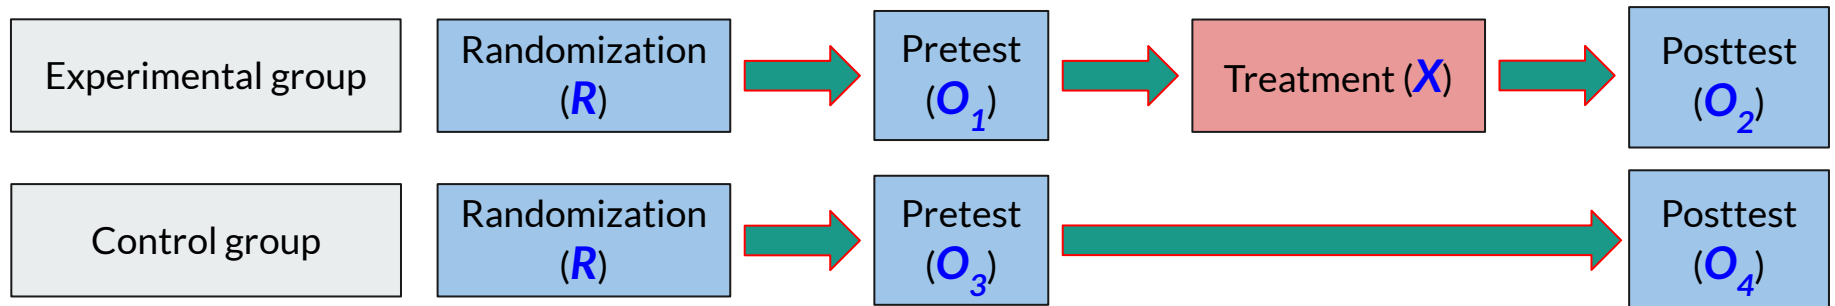 Experimental group
Randomization
(R)
Pretest
(O1)
Treatment (X)
Posttest
(O2)
Control group
Randomization
(R)
Pretest
(O3)
Posttest
(O4)